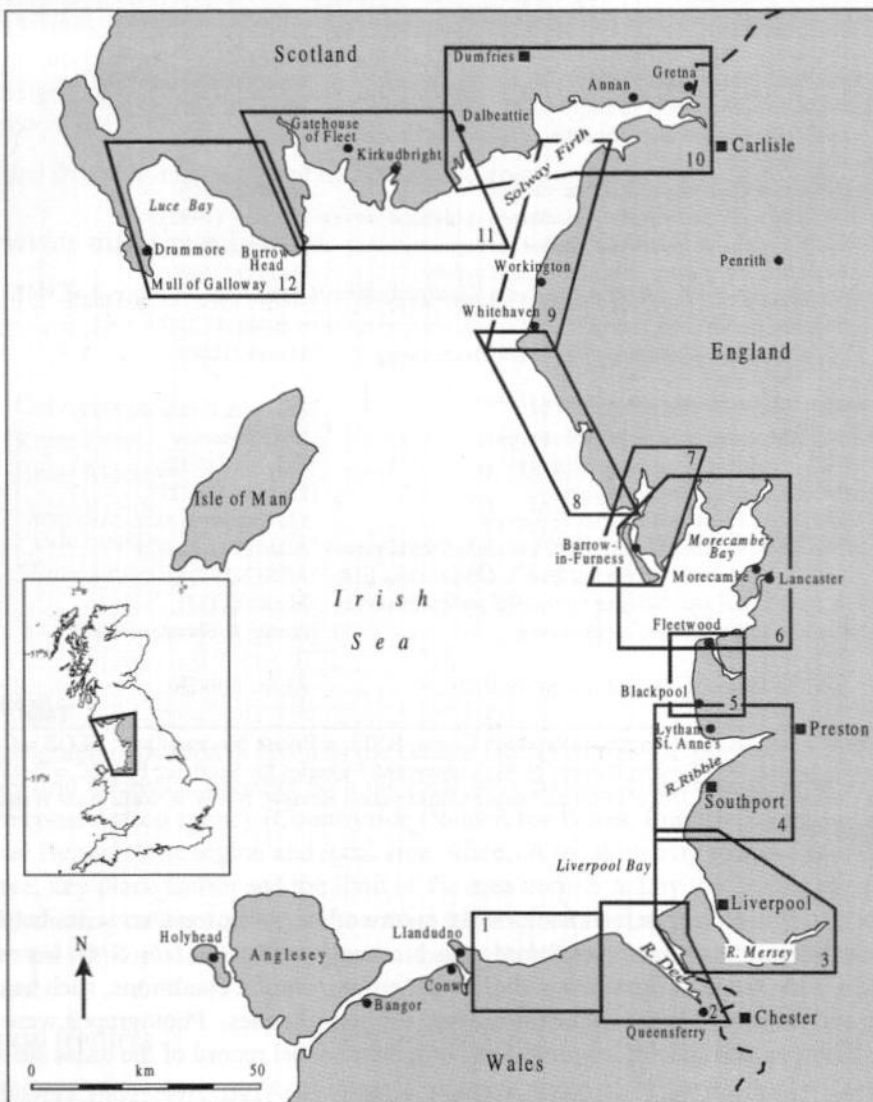 Scotland
Dumfries
Gretna
Annan
Dalbeattie
Gatehouse
of Fleet
Kirkudbright
Carlisle
10
Solway Firth
Luce Bay
11
Drummore
Burrow
Head
Mull of Galloway
12
Workington
Penrith
Whitehaven
9
England
7
8
Isle of Man
Morecambe
Bay
Barrow-i
in-Furness
Morecambe
Lancaster
Irish
Sea
Fleetwood
6
Blackpool
5
Lytham
St. Anne's
Preston
R. Ribble
Southport
4
Liverpool Bay
Liverpool
R. Mersey
3
1
Llandudno
Holyhead
Anglesey
Conwy
Bangor
R. Dee
2
Queensferry
Chester
Wales
N
0
km
50